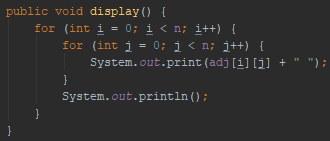 public void display() {
    for (int i = 0; i < n; i++) {
        for (int j = 0; j < n; j++) {
            System.out.print(adj[i][j] + " ");
        }
        System.out.println();
    }
}